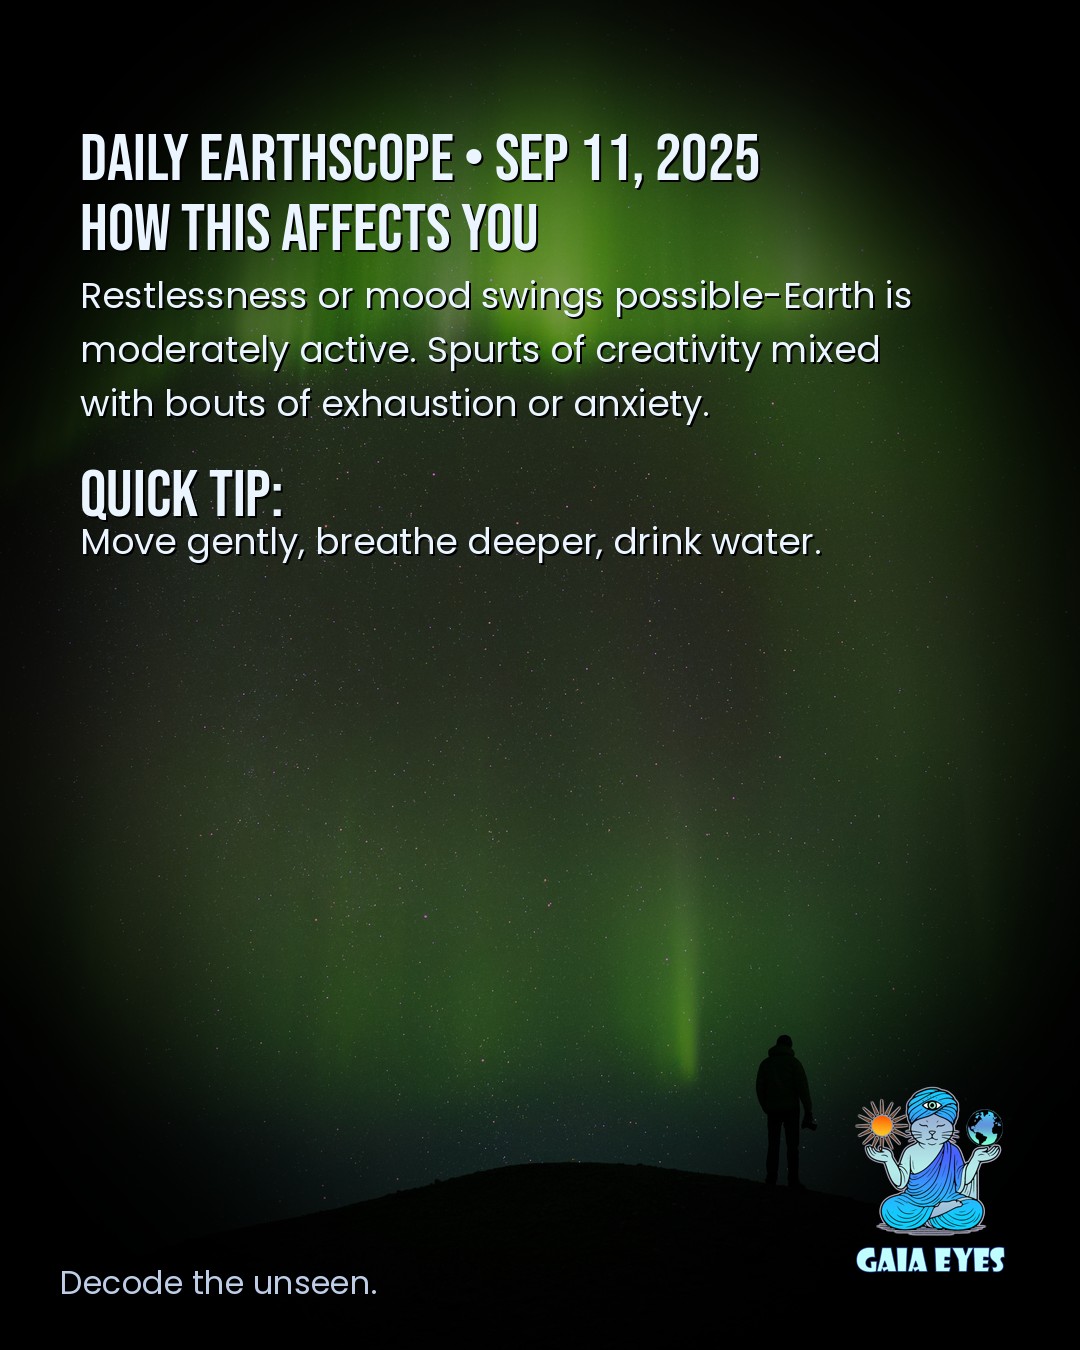 DAILY EARTHSCOPE • SEP 11, 2025
HOW THIS AFFECTS YOU
Restlessness or mood swings possible-Earth is
moderately active. Spurts of creativity mixed
with bouts of exhaustion or anxiety.
QUICK TIP:
Move gently, breathe deeper, drink water.
GAIA EYES
Decode the unseen.